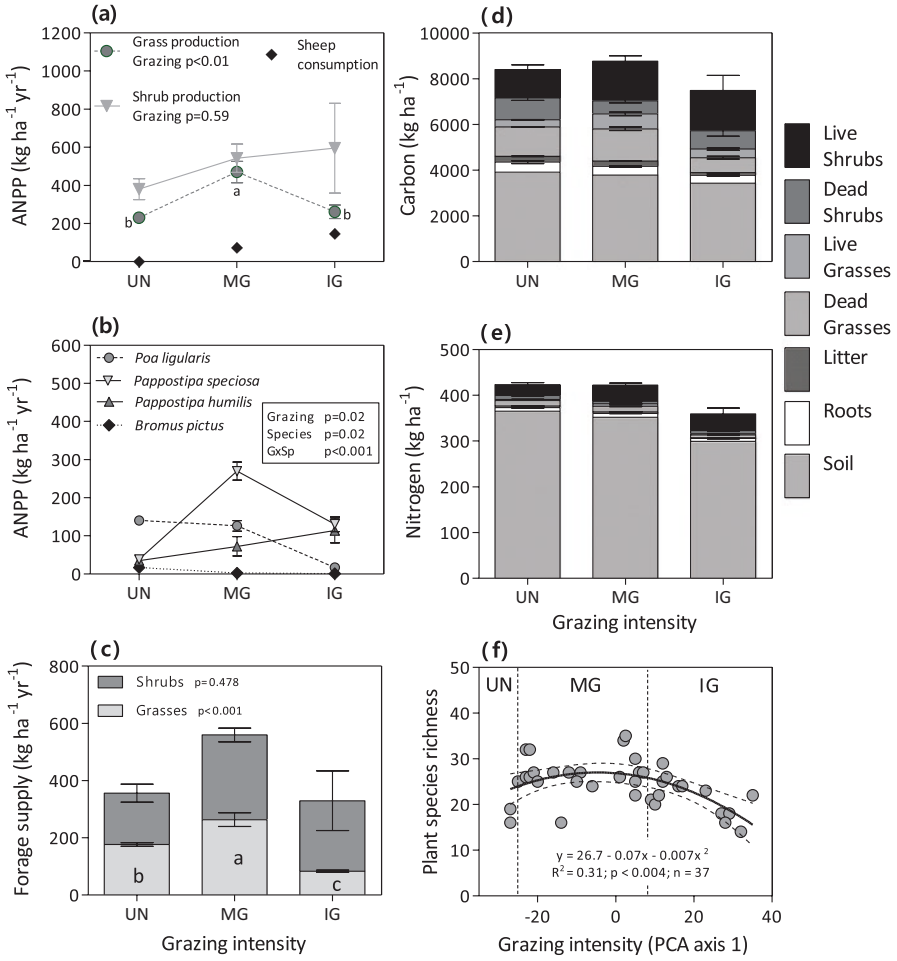 (a)
1200
1000
800
600
400
200
0
ANPP (kg ha-1 yr-1)
Grass production
Grazing p<0.01
Sheep
consumption
Shrub production
Grazing p=0.59
b
a
b
UN MG IG
(b)
600
500
400
300
200
100
0
ANPP (kg ha-1 yr-1)
Poa ligularis
Pappostipa speciosa
Pappostipa humilis
Bromus pictus
Grazing p=0.02
Species p=0.02
GxSp p<0.001
UN MG IG
(c)
800
600
400
200
0
Forage supply (kg ha-1 yr-1)
Shrubs p=0.478
Grasses p<0.001
b
a
c
UN MG IG
Grazing intensity
(d)
10000
8000
6000
4000
2000
0
Carbon (kg ha-1)
UN MG IG
Live
Shrubs
Dead
Shrubs
Live
Grasses
Dead
Grasses
Litter
Roots
Soil
(e)
500
400
300
200
100
0
Nitrogen (kg ha-1)
UN MG IG
Grazing intensity
(f)
50
40
30
20
10
0
Plant species richness
UN MG IG
y = 26.7 - 0.07x - 0.007x2
R2 = 0.31; p < 0.004; n = 37
-20 0 20 40
Grazing intensity (PCA axis 1)